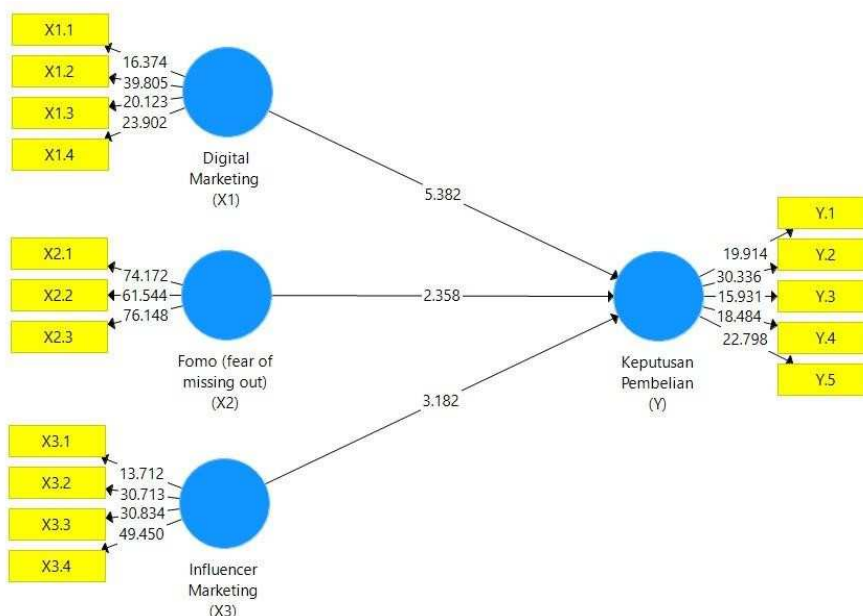 X1.1
X1.2
X1.3
X1.4
16.374
39.805
20.123
23.902
Digital
Marketing
(X1)
5.382
X2.1
X2.2
X2.3
74.172
61.544
76.148
Fomo (fear of
missing out)
(X2)
2.358
X3.1
X3.2
X3.3
X3.4
13.712
30.713
30.834
49.450
Influencer
Marketing
(X3)
3.182
Keputusan
Pembelian
(Y)
19.914
30.336
15.931
18.484
22.798
Y.1
Y.2
Y.3
Y.4
Y.5